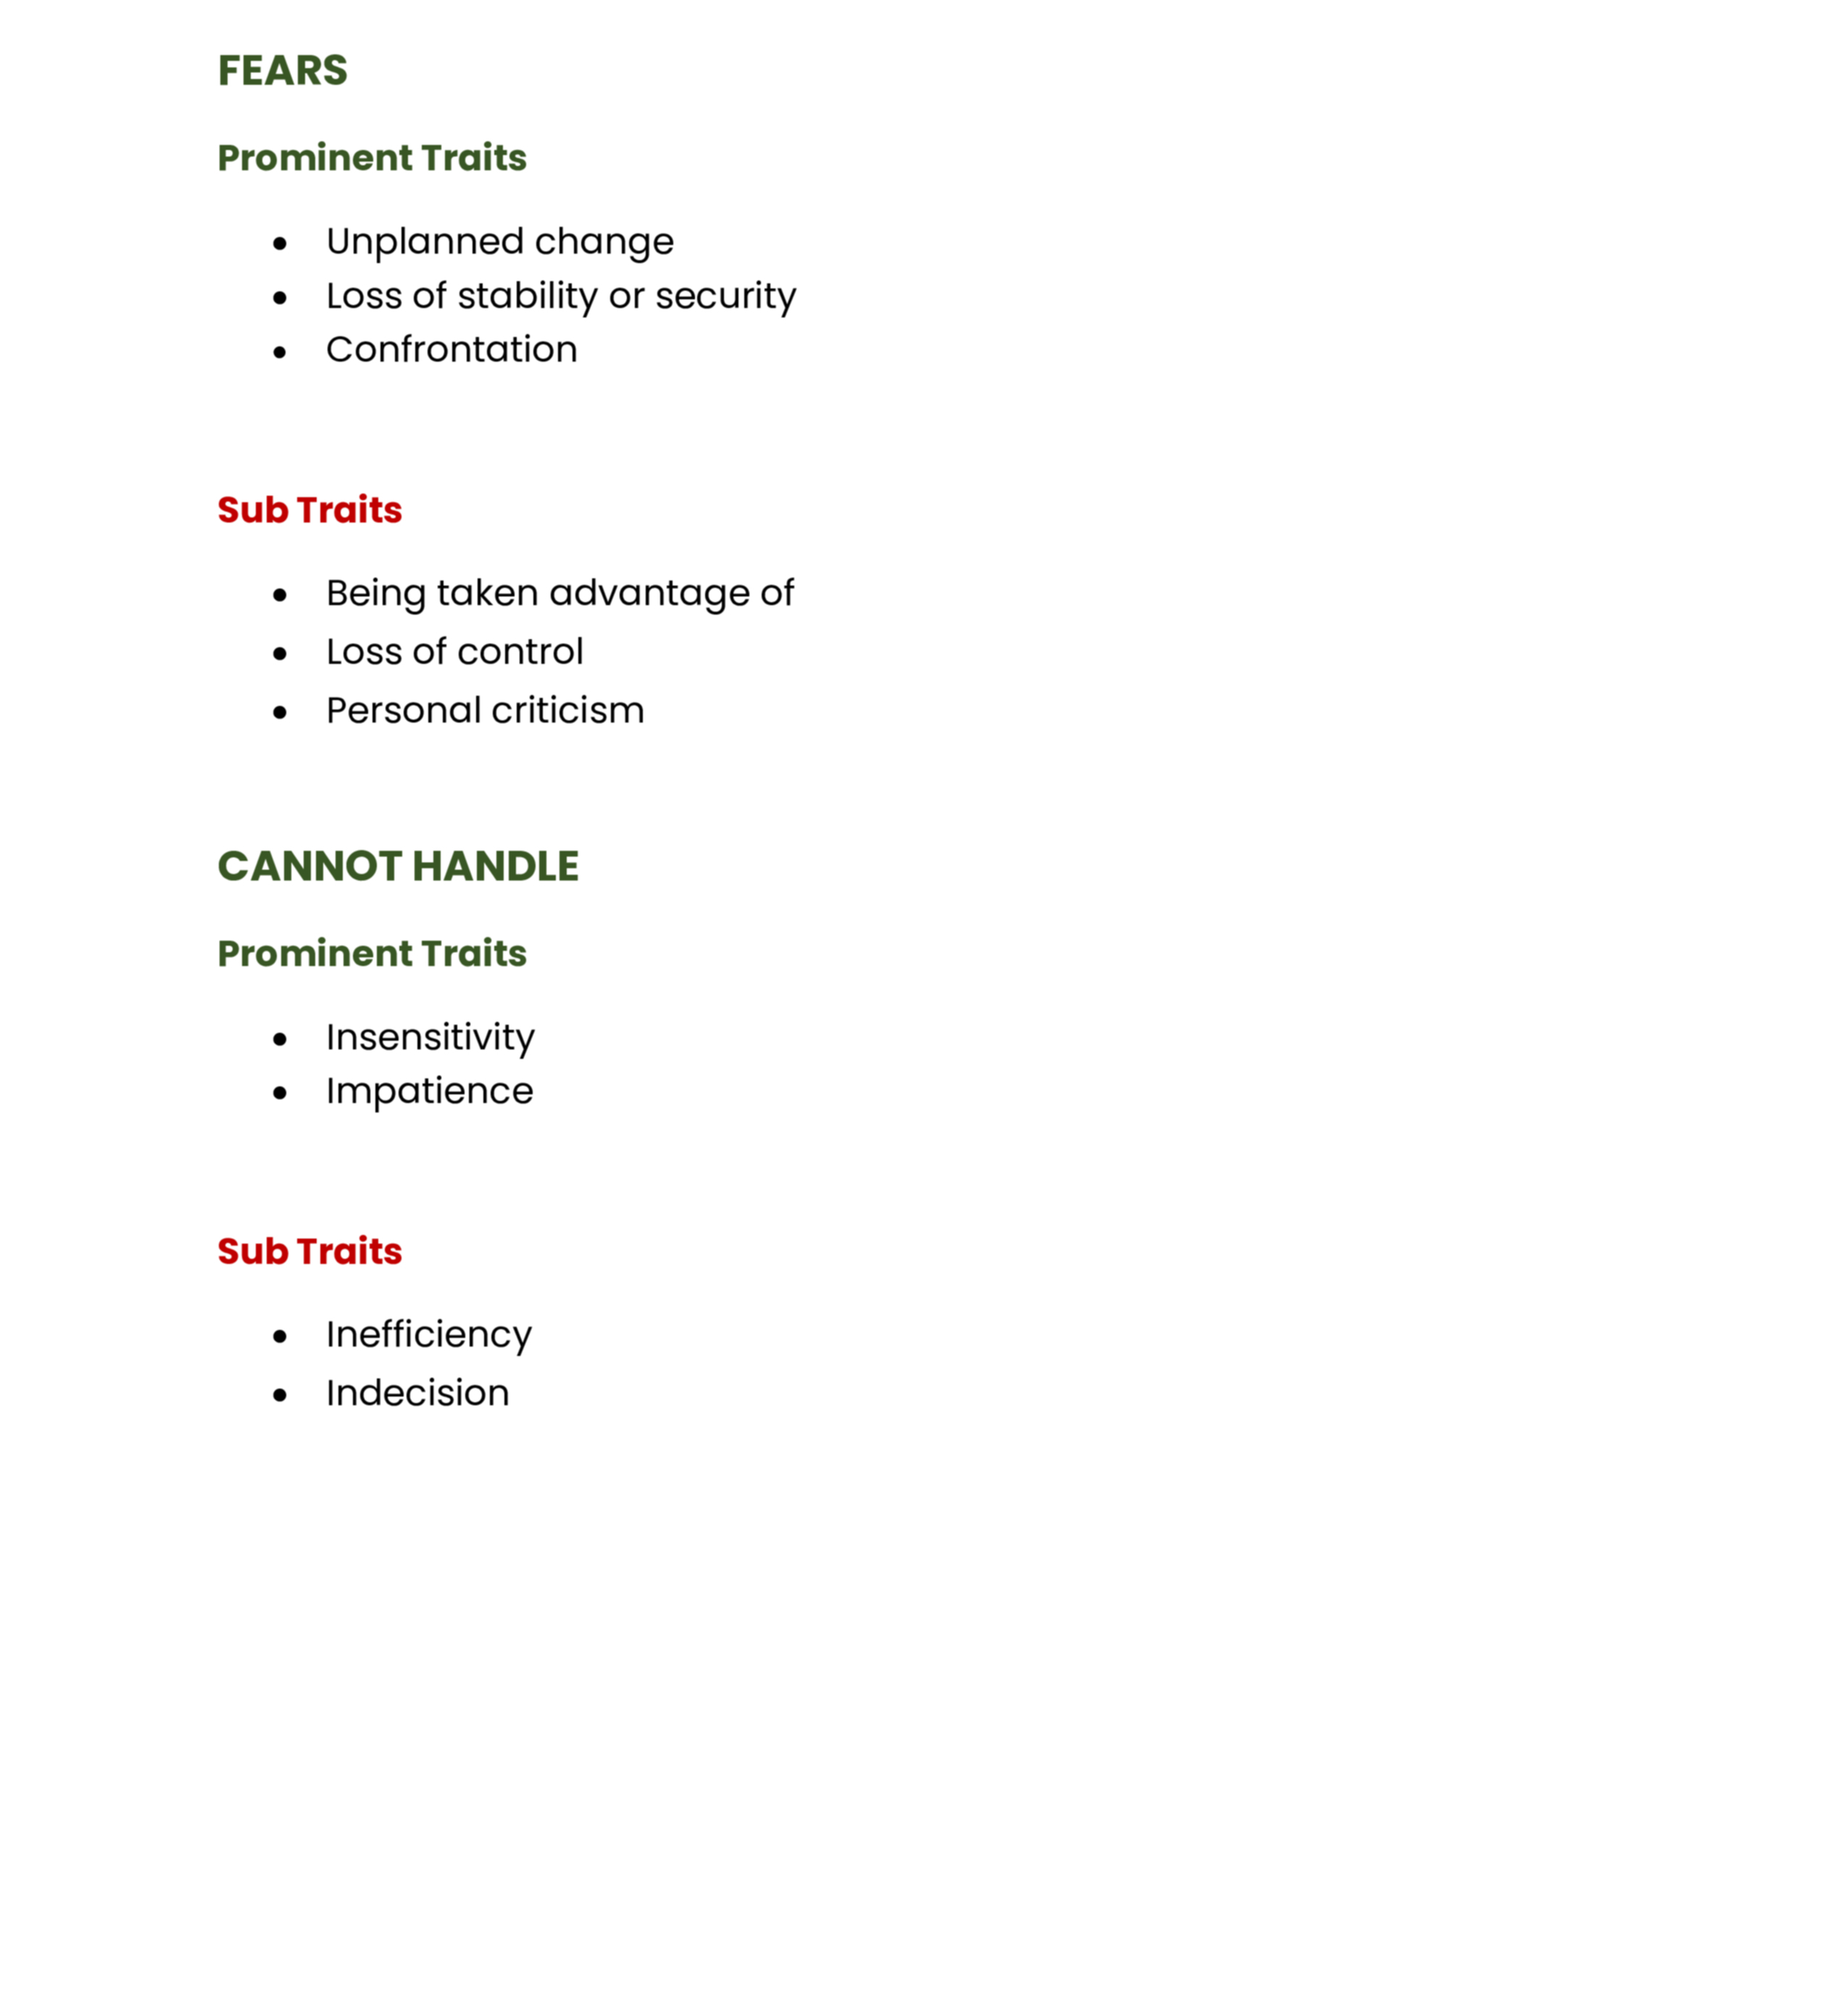 FEARS
Prominent Traits
● Unplanned change
● Loss of stability or security
● Confrontation
Sub Traits
● Being taken advantage of
● Loss of control
● Personal criticism
CANNOT HANDLE
Prominent Traits
● Insensitivity
● Impatience
Sub Traits
● Inefficiency
● Indecision